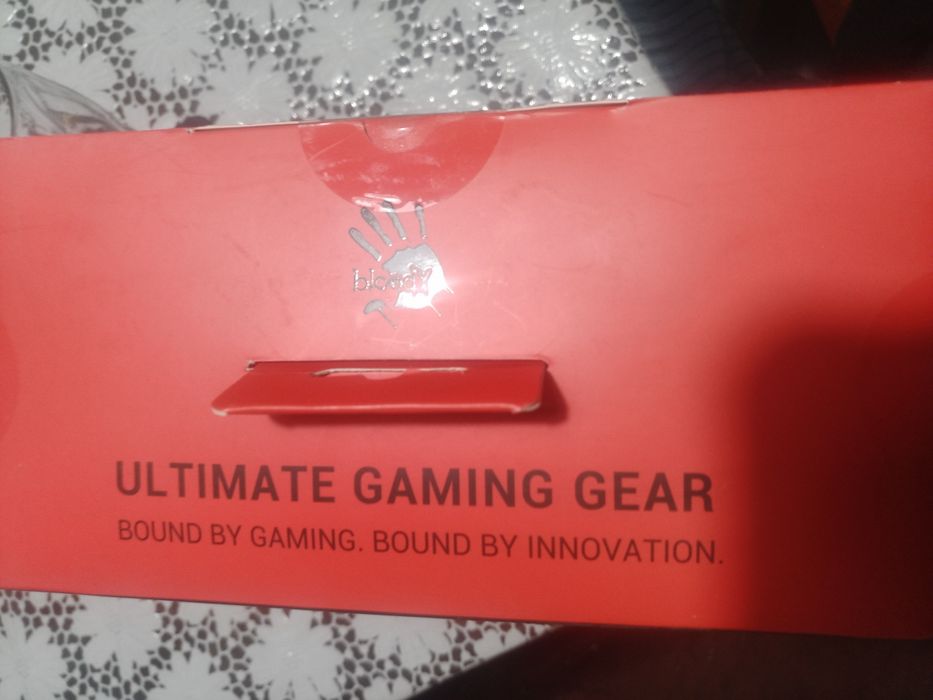 bloody
ULTIMATE GAMING GEAR
BOUND BY GAMING. BOUND BY INNOVATION.